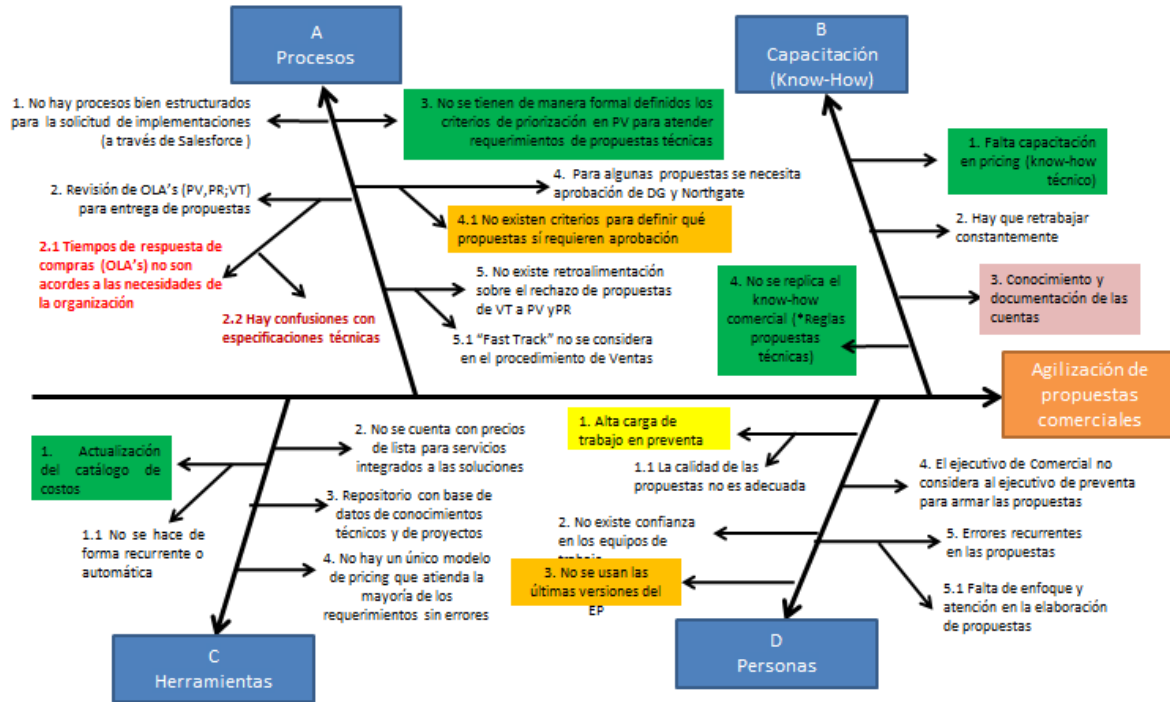 A
Procesos
B
Capacitación
(Know-How)
1. No hay procesos bien estructurados
para la solicitud de implementaciones
(a través de Salesforce )
3. No se tienen de manera formal definidos los
criterios de priorización en PV para atender
requerimientos de propuestas técnicas
2. Revisión de OLA's (PV,PR;VT)
para entrega de propuestas
4. Para algunas propuestas se necesita
aprobación de DG y Northgate
4.1 No existen criterios para definir qué
propuestas sí requieren aprobación
2.1 Tiempos de respuesta de
compras (OLA's) no son
acordes a las necesidades de
la organización
2.2 Hay confusiones con
especificaciones técnicas
5. No existe retroalimentación
sobre el rechazo de propuestas
de VT a PV yPR
5.1 "Fast Track" no se considera
en el procedimiento de Ventas
1. Falta capacitación
en pricing (know-how
técnico)
2. Hay que retrabajar
constantemente
3. Conocimiento y
documentación de las
cuentas
4. No se replica el
know-how
comercial (*Reglas
propuestas
técnicas)
Agilización de
propuestas
comerciales
1. Actualización
del catálogo de
costos
1.1 No se hace de
forma recurrente o
automática
2. No se cuenta con precios
de lista para servicios
integrados a las soluciones
3. Repositorio con base de
datos de conocimientos
técnicos y de proyectos
4. No hay un único modelo
de pricing que atienda la
mayoría de los
requerimientos sin errores
1. Alta carga de
trabajo en preventa
1.1 La calidad de las
propuestas no es adecuada
2. No existe confianza
en los equipos de
3. No se usan las
últimas versiones del
EP
4. El ejecutivo de Comercial no
considera al ejecutivo de preventa
para armar las propuestas
5. Errores recurrentes
en las propuestas
5.1 Falta de enfoque y
atención en la elaboración
de propuestas
C
Herramientas
D
Personas